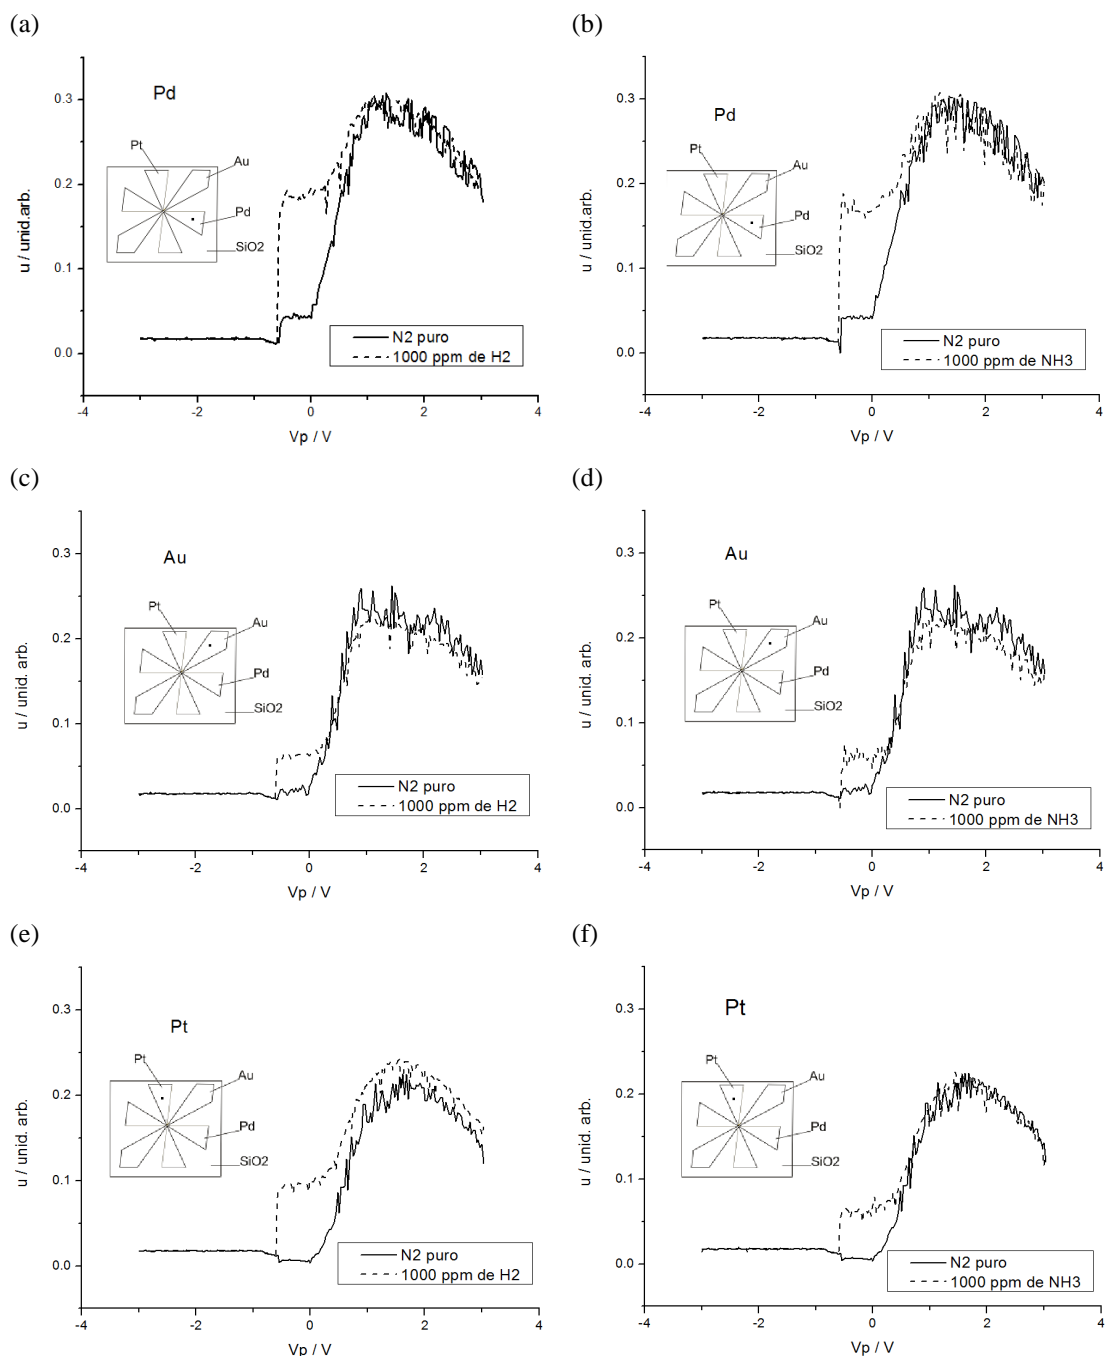 (a)
Pd
Pt
Au
Pd
SiO2
N2 puro
1000 ppm de H2
u / unid.arb.
0.3
0.2
0.1
0.0
-4
-2
0
2
4
Vp / V
(b)
Pd
Pt
Au
Pd
SiO2
N2 puro
1000 ppm de NH3
u / unid.arb.
0.3
0.2
0.1
0.0
-4
-2
0
2
4
Vp / V
(c)
Au
Pt
Au
Pd
SiO2
N2 puro
1000 ppm de H2
u / unid. arb.
0.3
0.2
0.1
0.0
-4
-2
0
2
4
Vp / V
(d)
Au
Pt
Au
Pd
SiO2
N2 puro
1000 ppm de NH3
u / unid. arb.
0.3
0.2
0.1
0.0
-4
-2
0
2
4
Vp / V
(e)
Pt
Pt
Au
Pd
SiO2
N2 puro
1000 ppm de H2
u / unid. arb.
0.3
0.2
0.1
0.0
-4
-2
0
2
4
Vp / V
(f)
Pt
Pt
Au
Pd
SiO2
N2 puro
1000 ppm de NH3
u / unid. arb.
0.3
0.2
0.1
0.0
-4
-2
0
2
4
Vp / V